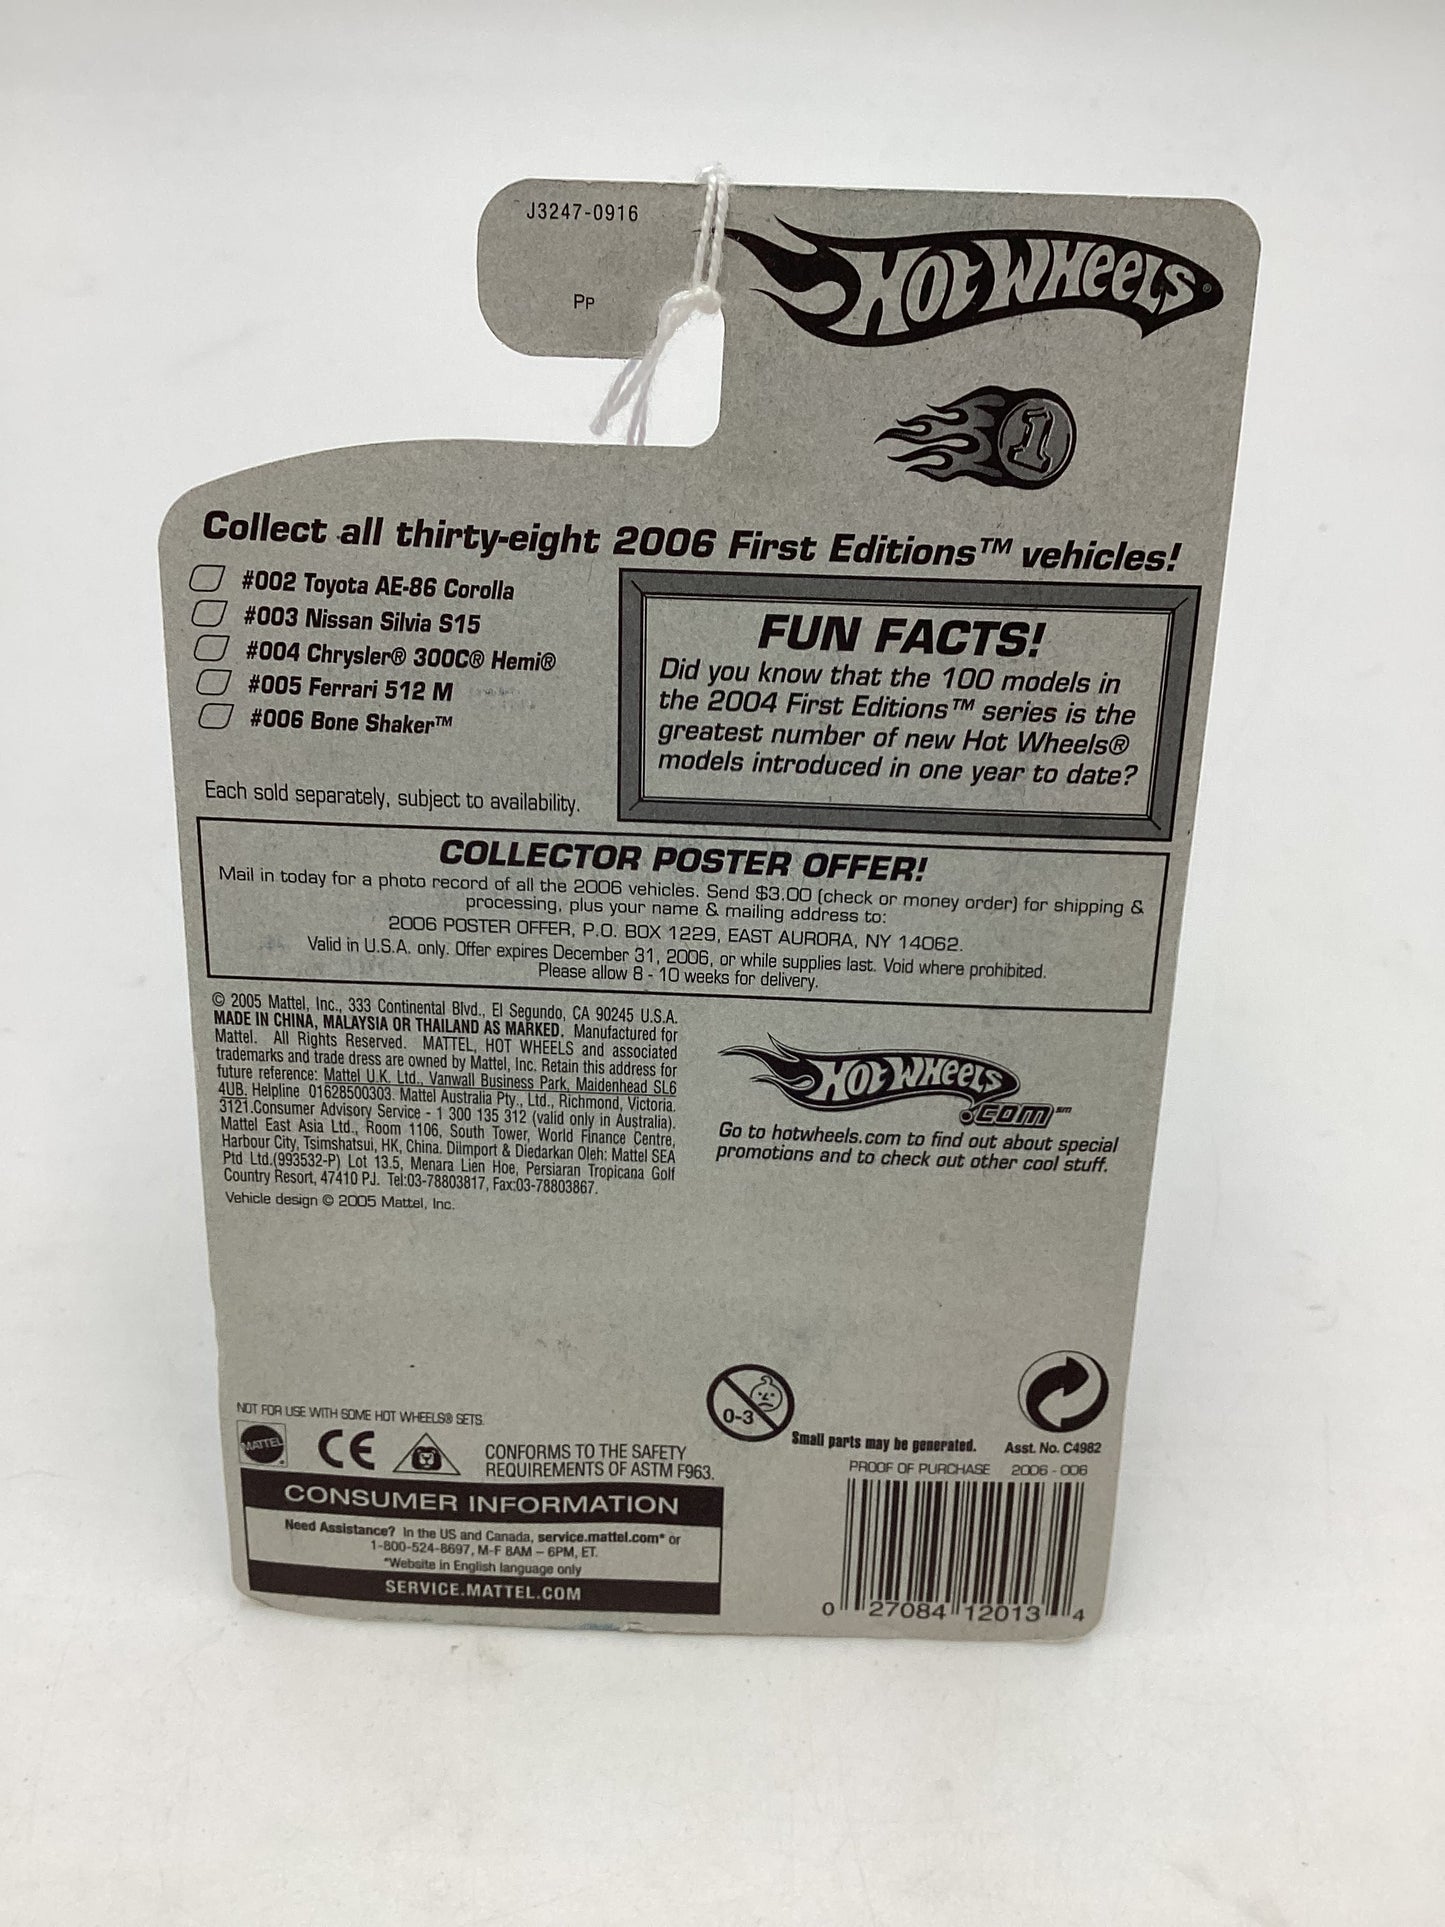 J3247-0916
PP
HOT WHEELS®
1
Collect all thirty-eight 2006 First Editions™ vehicles!
#002 Toyota AE-86 Corolla
#003 Nissan Silvia S15
#004 Chrysler® 300C® Hemi®
#005 Ferrari 512 M
#006 Bone Shaker™
Each sold separately, subject to availability.
FUN FACTS!
Did you know that the 100 models in
the 2004 First Editions™ series is the
greatest number of new Hot Wheels®
models introduced in one year to date?
COLLECTOR POSTER OFFER!
Mail in today for a photo record of all the 2006 vehicles. Send $3.00 (check or money order) for shipping &
processing, plus your name & mailing address to:
2006 POSTER OFFER, P.O. BOX 1229, EAST AURORA, NY 14062.
Valid in U.S.A. only. Offer expires December 31, 2006, or while supplies last. Void where prohibited.
Please allow 8 - 10 weeks for delivery.
© 2005 Mattel, Inc., 333 Continental Blvd., El Segundo, CA 90245 U.S.A.
MADE IN CHINA, MALAYSIA OR THAILAND AS MARKED. Manufactured for
Mattel. All Rights Reserved. MATTEL, HOT WHEELS and associated
trademarks and trade dress are owned by Mattel, Inc. Retain this address for
future reference: Mattel U.K. Ltd., Vanwall Business Park, Maidenhead SL6
4UB. Helpline 01628500303. Mattel Australia Pty., Ltd., Richmond, Victoria.
3121.Consumer Advisory Service - 1 300 135 312 (valid only in Australia).
Mattel East Asia Ltd., Room 1106, South Tower, World Finance Centre,
Harbour City, Tsimshatsui, HK, China. Diimport & Diedarkan Oleh: Mattel SEA
Ptd Ltd.(993532-P) Lot 13.5, Menara Lien Hoe, Persiaran Tropicana Golf
Country Resort, 47410 PJ. Tel:03-78803817, Fax:03-78803867.
Vehicle design © 2005 Mattel, Inc.
HOT WHEELS
.COM℠
Go to hotwheels.com to find out about special
promotions and to check out other cool stuff.
NOT FOR USE WITH SOME HOT WHEELS® SETS.
MATTEL®
CE
CONFORMS TO THE SAFETY
REQUIREMENTS OF ASTM F963.
0-3
Small parts may be generated.
Asst. No. C4982
PROOF OF PURCHASE 2006 - 006
CONSUMER INFORMATION
Need Assistance? In the US and Canada, service.mattel.com* or
1-800-524-8697, M-F 8AM – 6PM, ET.
*Website in English language only
SERVICE.MATTEL.COM
0 27084 12013 4